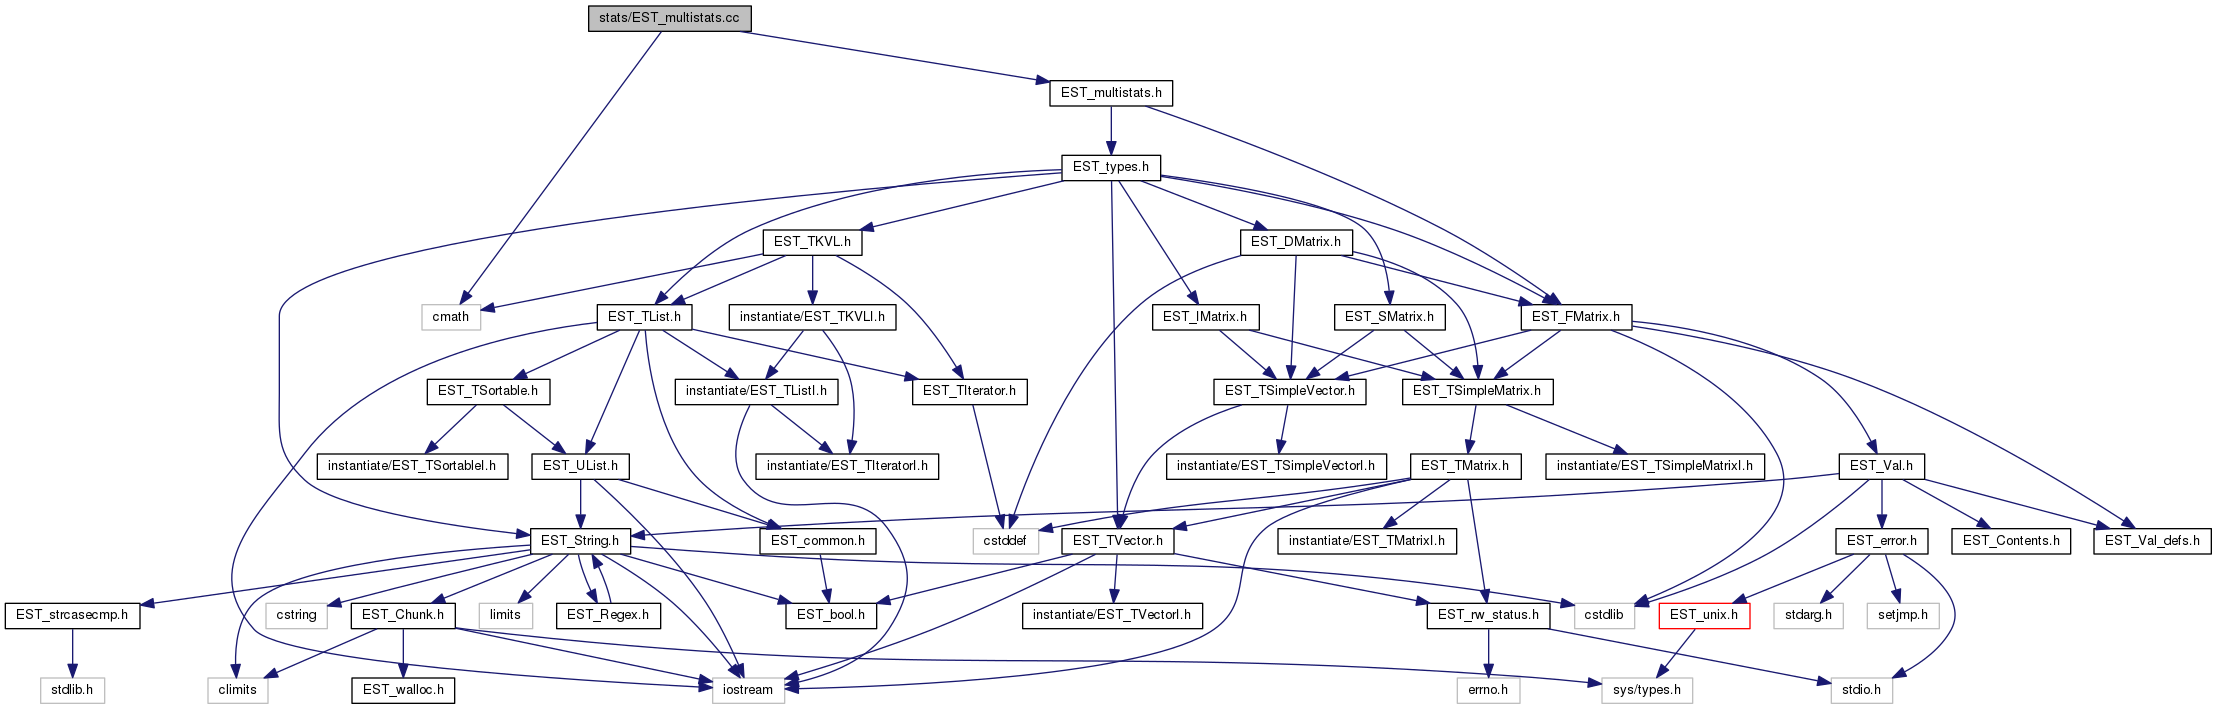 stats/EST_multistats.cc
EST_multistats.h
EST_types.h
EST_TKVL.h
EST_DMatrix.h
cmath
EST_TList.h
instantiate/EST_TKVLI.h
EST_IMatrix.h
EST_SMatrix.h
EST_FMatrix.h
EST_TSortable.h
instantiate/EST_TListI.h
EST_TIterator.h
EST_TSimpleVector.h
EST_TSimpleMatrix.h
instantiate/EST_TSortableI.h
EST_UList.h
instantiate/EST_TIteratorI.h
instantiate/EST_TSimpleVectorI.h
EST_TMatrix.h
instantiate/EST_TSimpleMatrixI.h
EST_Val.h
EST_String.h
EST_common.h
cstddef
EST_TVector.h
instantiate/EST_TMatrixI.h
EST_error.h
EST_Contents.h
EST_Val_defs.h
EST_strcasecmp.h
cstring
EST_Chunk.h
limits
EST_Regex.h
EST_bool.h
instantiate/EST_TVectorI.h
EST_rw_status.h
cstdlib
EST_unix.h
stdarg.h
setjmp.h
stdlib.h
climits
EST_walloc.h
iostream
errno.h
sys/types.h
stdio.h